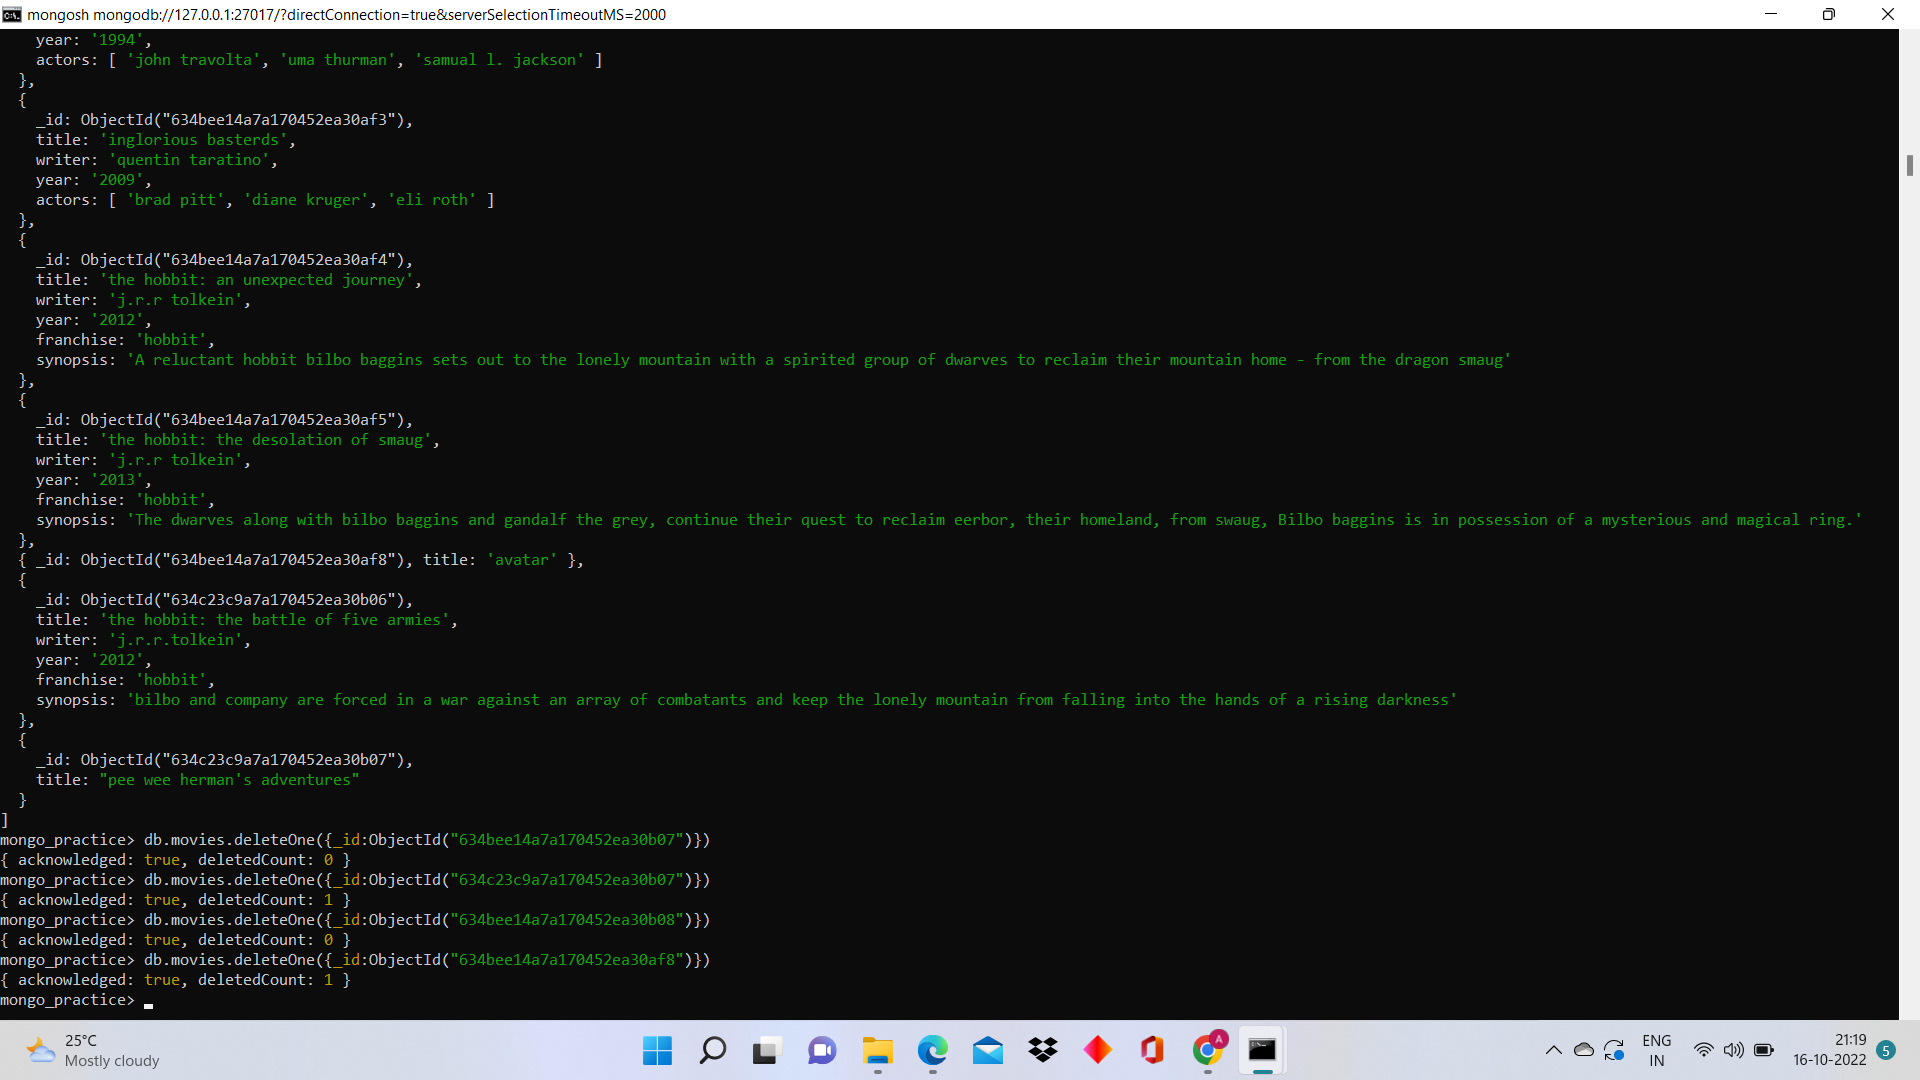 mongosh mongodb://127.0.0.1:27017/?directConnection=true&serverSelectionTimeoutMS=2000
    year: '1994',
    actors: [ 'john travolta', 'uma thurman', 'samual l. jackson' ]
  },
  {
    _id: ObjectId("634bee14a7a170452ea30af3"),
    title: 'inglorious basterds',
    writer: 'quentin taratino',
    year: '2009',
    actors: [ 'brad pitt', 'diane kruger', 'eli roth' ]
  },
  {
    _id: ObjectId("634bee14a7a170452ea30af4"),
    title: 'the hobbit: an unexpected journey',
    writer: 'j.r.r tolkein',
    year: '2012',
    franchise: 'hobbit',
    synopsis: 'A reluctant hobbit bilbo baggins sets out to the lonely mountain with a spirited group of dwarves to reclaim their mountain home - from the dragon smaug'
  },
  {
    _id: ObjectId("634bee14a7a170452ea30af5"),
    title: 'the hobbit: the desolation of smaug',
    writer: 'j.r.r tolkein',
    year: '2013',
    franchise: 'hobbit',
    synopsis: 'The dwarves along with bilbo baggins and gandalf the grey, continue their quest to reclaim eerbor, their homeland, from swaug, Bilbo baggins is in possession of a mysterious and magical ring.'
  },
  { _id: ObjectId("634bee14a7a170452ea30af8"), title: 'avatar' },
  {
    _id: ObjectId("634c23c9a7a170452ea30b06"),
    title: 'the hobbit: the battle of five armies',
    writer: 'j.r.r.tolkein',
    year: '2012',
    franchise: 'hobbit',
    synopsis: 'bilbo and company are forced in a war against an array of combatants and keep the lonely mountain from falling into the hands of a rising darkness'
  },
  {
    _id: ObjectId("634c23c9a7a170452ea30b07"),
    title: "pee wee herman's adventures"
  }
]
mongo_practice> db.movies.deleteOne({_id:ObjectId("634bee14a7a170452ea30b07")})
{ acknowledged: true, deletedCount: 0 }
mongo_practice> db.movies.deleteOne({_id:ObjectId("634c23c9a7a170452ea30b07")})
{ acknowledged: true, deletedCount: 1 }
mongo_practice> db.movies.deleteOne({_id:ObjectId("634bee14a7a170452ea30b08")})
{ acknowledged: true, deletedCount: 0 }
mongo_practice> db.movies.deleteOne({_id:ObjectId("634bee14a7a170452ea30af8")})
{ acknowledged: true, deletedCount: 1 }
mongo_practice>
25°C
Mostly cloudy
A
ENG
IN
21:19
16-10-2022
5